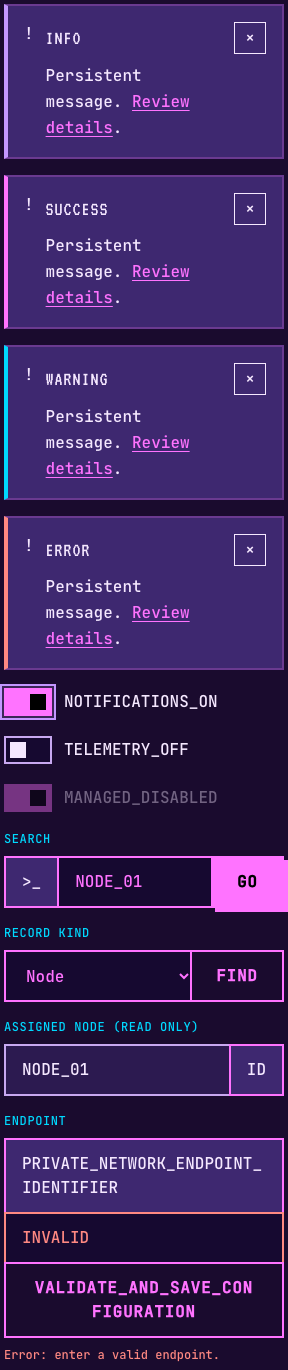 ! INFO ×
Persistent
message. Review
details.
! SUCCESS ×
Persistent
message. Review
details.
! WARNING ×
Persistent
message. Review
details.
! ERROR ×
Persistent
message. Review
details.
NOTIFICATIONS_ON
TELEMETRY_OFF
MANAGED_DISABLED
SEARCH
>_ NODE_01 GO
RECORD KIND
Node FIND
ASSIGNED NODE (READ ONLY)
NODE_01 ID
ENDPOINT
PRIVATE_NETWORK_ENDPOINT_
IDENTIFIER
INVALID
VALIDATE_AND_SAVE_CON
FIGURATION
Error: enter a valid endpoint.